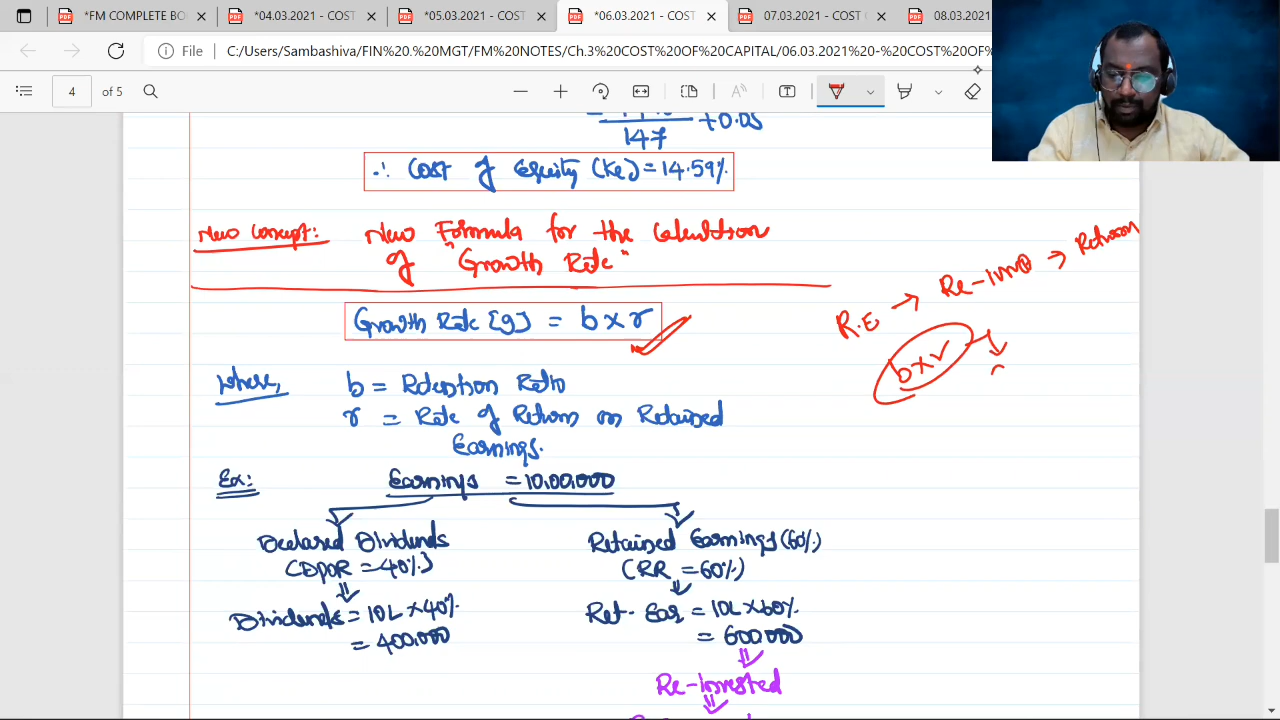 *FM COMPLETE BO
*04.03.2021 - COST
*05.03.2021 - COST
*06.03.2021 - COST
07.03.2021 - COST
08.03.2021
File
C:/Users/Sambashiva/FIN%20.%20MGT/FM%20NOTES/Ch.3%20COST%20OF%20CAPITAL/06.03.2021%20-%20COST%20OF%
4 of 5
147 + 0.05
∴ Cost of Equity (Ke) = 14.59%
New Concept: New Formula for the Calculation
of "Growth Rate"
R.E → Re-inv → Return
Growth Rate [g] = b x r
b x r
Where, b = Retention Ratio
r = Rate of Return on Retained
Earnings.
Ex: Earnings = 10,00,000
Declared Dividends
(DPOR = 40%)
Dividends = 10L x 40%
= 400,000
Retained Earnings (60%)
(RR = 60%)
Ret. Ear = 10L x 60%
= 600000
Re-invested